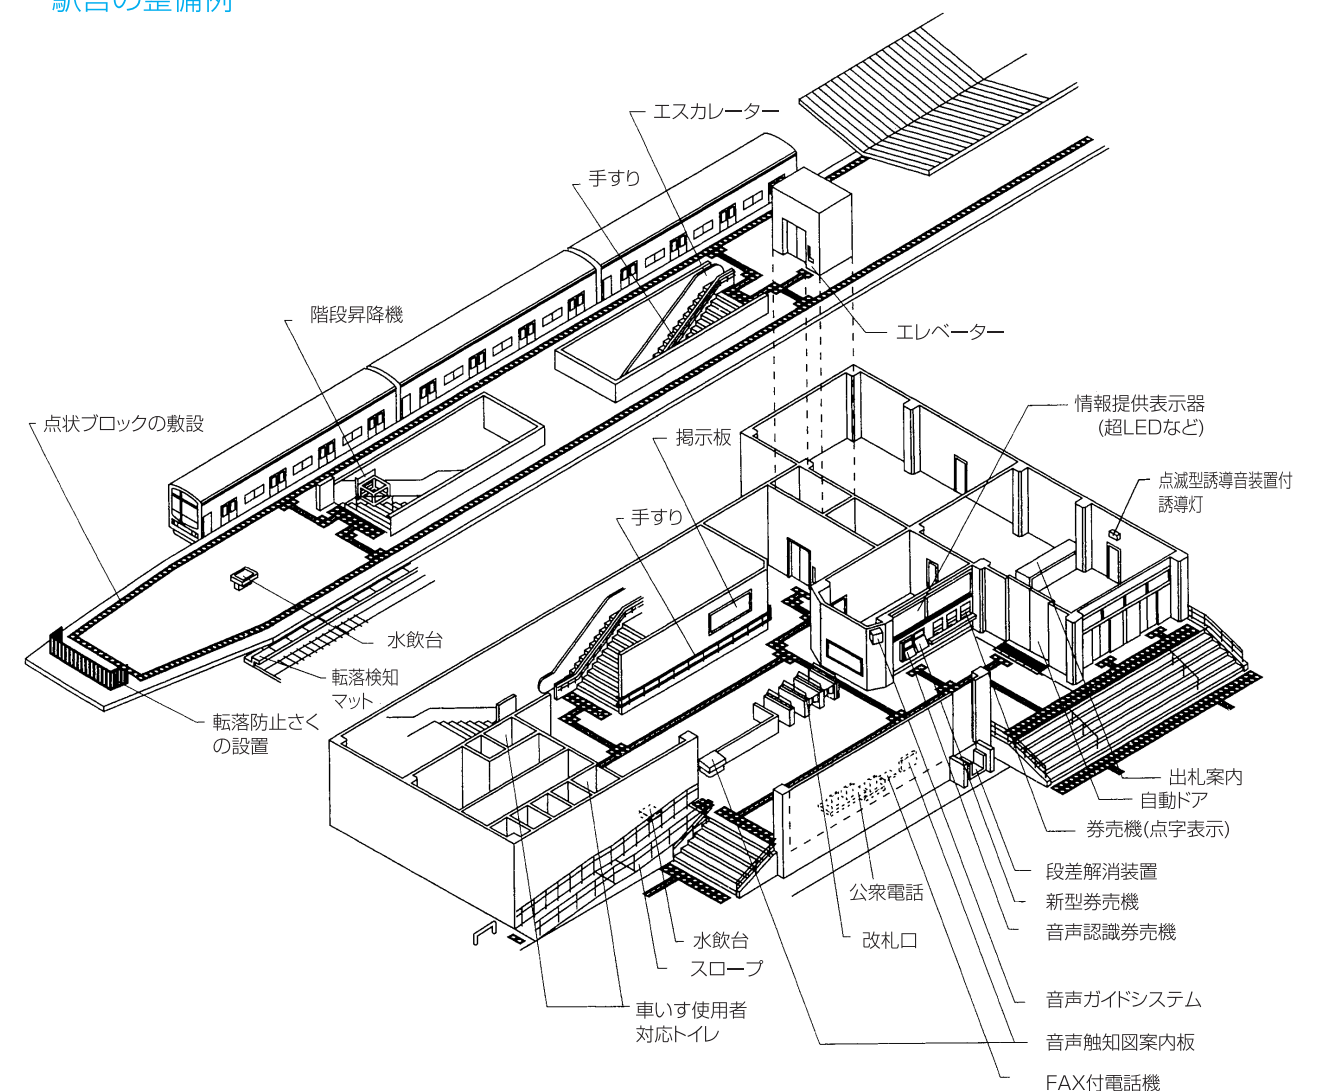 駅舎の整備例
エスカレーター
手すり
階段昇降機
エレベーター
点状ブロックの敷設
情報提供表示器
(超LEDなど)
掲示板
点滅型誘導音装置付
誘導灯
手すり
水飲台
転落検知
マット
転落防止さく
の設置
出札案内
自動ドア
券売機(点字表示)
段差解消装置
公衆電話
新型券売機
音声認識券売機
水飲台
改札口
スロープ
音声ガイドシステム
車いす使用者
対応トイレ
音声触知図案内板
FAX付電話機